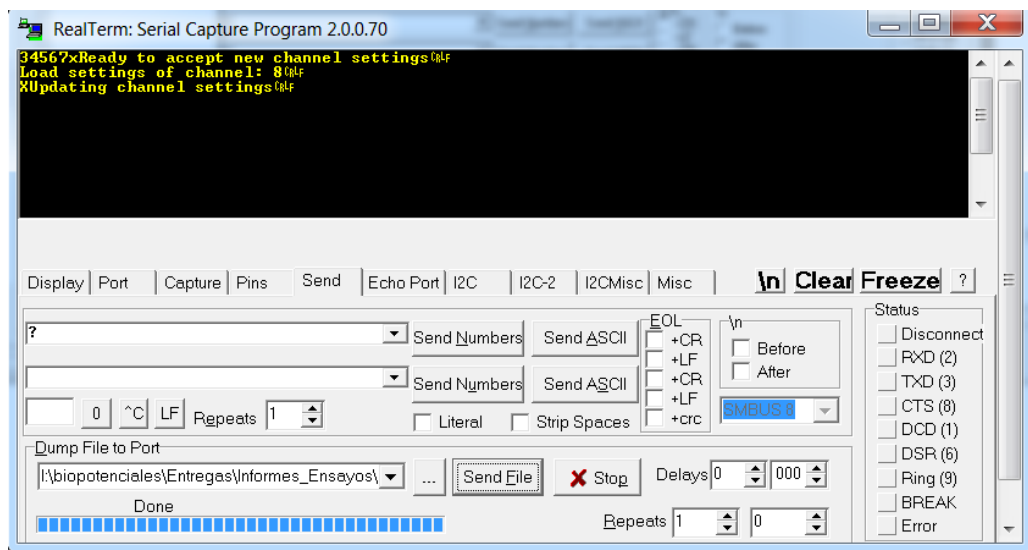 RealTerm: Serial Capture Program 2.0.0.70
34567xReady to accept new channel settingsCRLF
Load settings of channel: 8CRLF
XUpdating channel settingsCRLF
Display Port Capture Pins Send Echo Port I2C I2C-2 I2CMisc Misc \n Clear Freeze ?
Status
EOL \n
? Send Numbers Send ASCII +CR Before Disconnect
+LF After RXD (2)
Send Numbers Send ASCII +CR TXD (3)
+LF SMBUS 8 CTS (8)
0 ^C LF Repeats 1 Literal Strip Spaces +crc DCD (1)
Dump File to Port DSR (6)
I:\biopotenciales\Entregas\Informes_Ensayos\ ... Send File Stop Delays 0 000 Ring (9)
Done BREAK
Repeats 1 0 Error